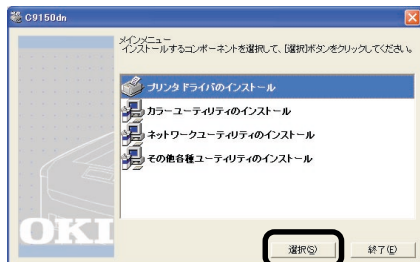 C9150dn
メインメニュー
インストールするコンポーネントを選択して、[選択]ボタンをクリックしてください。
プリンタドライバのインストール
カラーユーティリティのインストール
ネットワークユーティリティのインストール
その他各種ユーティリティのインストール
OKI
選択(S)
終了(E)